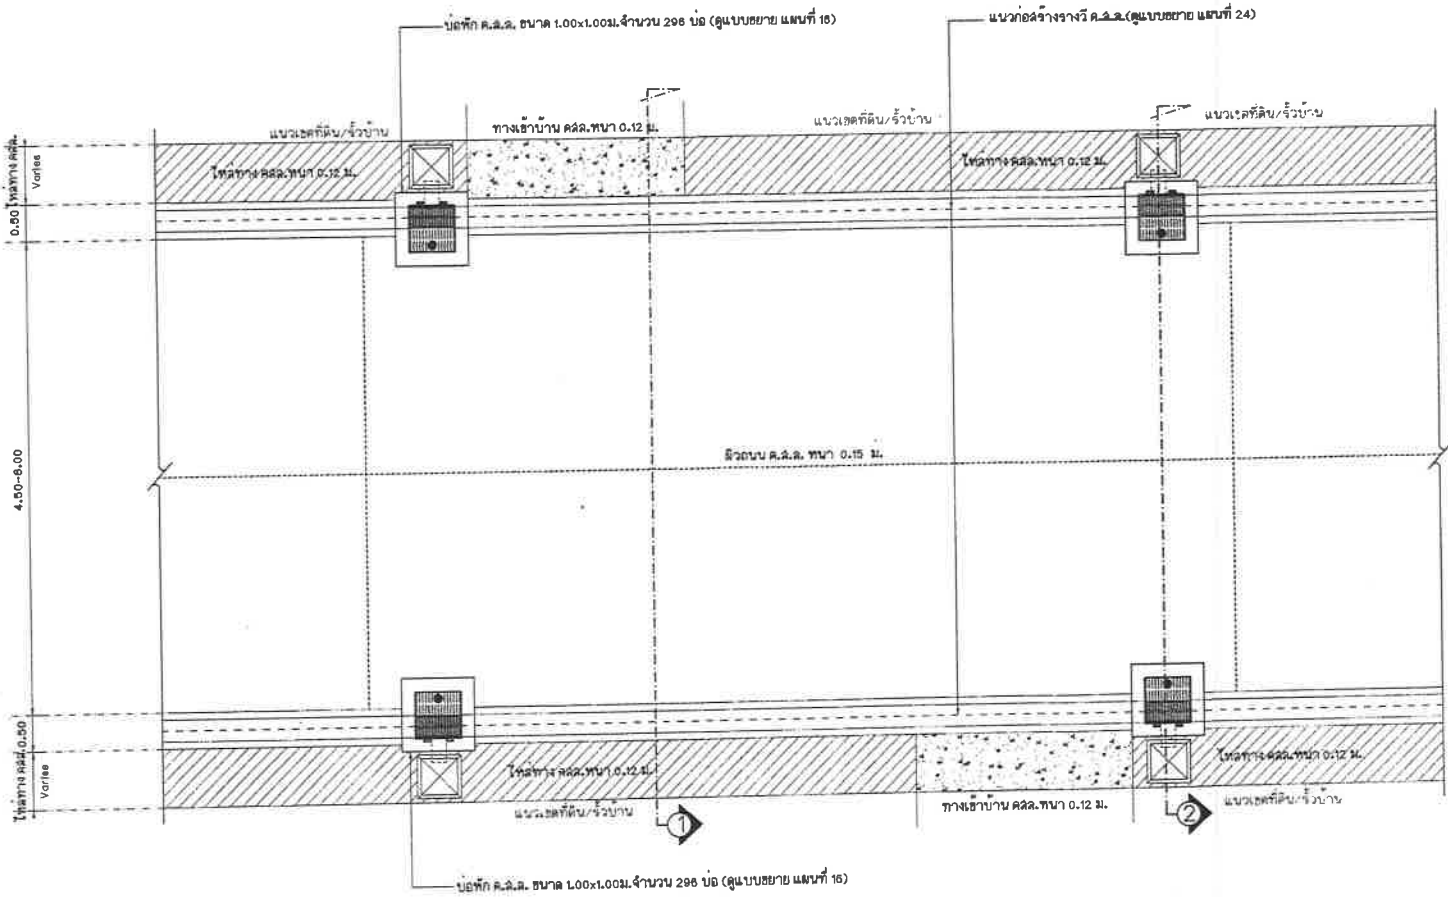 บ่อพัก ค.ส.ล. ขนาด 1.00x1.00ม.จำนวน 296 บ่อ (ดูแบบขยาย แผนที่ 16)
แนวก่อสร้างรางวี ค.ส.ล.(ดูแบบขยาย แผนที่ 24)
แนวเขตที่ดิน/รั้วบ้าน
ทางเข้าบ้าน คสล.หนา 0.12 ม.
แนวเขตที่ดิน/รั้วบ้าน
แนวเขตที่ดิน/รั้วบ้าน
ไหล่ทาง คสล.
Varies
ไหล่ทาง คสล.หนา 0.12 ม.
ไหล่ทาง คสล.หนา 0.12 ม.
0.50
4.50-6.00
ผิวถนน ค.ส.ล. หนา 0.15 ม.
0.50
ไหล่ทาง คสล.
Varies
ไหล่ทาง คสล.หนา 0.12 ม.
ไหล่ทาง คสล.หนา 0.12 ม.
แนวเขตที่ดิน/รั้วบ้าน
ทางเข้าบ้าน คสล.หนา 0.12 ม.
แนวเขตที่ดิน/รั้วบ้าน
1
2
บ่อพัก ค.ส.ล. ขนาด 1.00x1.00ม.จำนวน 296 บ่อ (ดูแบบขยาย แผนที่ 16)